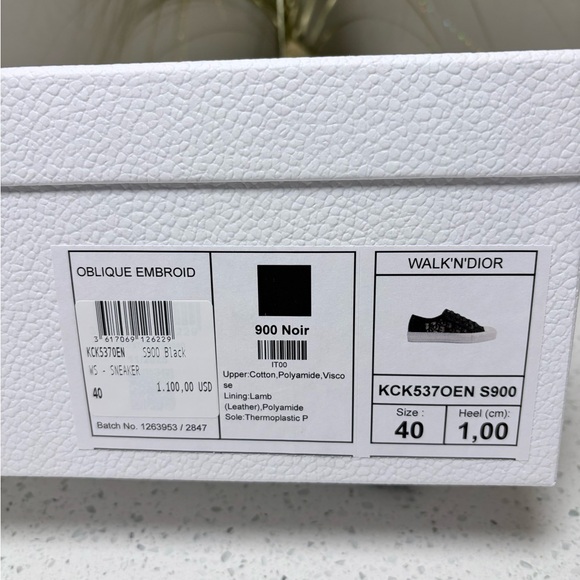 OBLIQUE EMBROID
3 617069 126229
KCK537OEN S900 Black
WS - SNEAKER
40 1.100,00 USD
Batch No. 1263953 / 2847
900 Noir
IT00
Upper:Cotton,Polyamide,Visco
se
Lining:Lamb
(Leather),Polyamide
Sole:Thermoplastic P
WALK'N'DIOR
KCK537OEN S900
Size : Heel (cm):
40 1,00